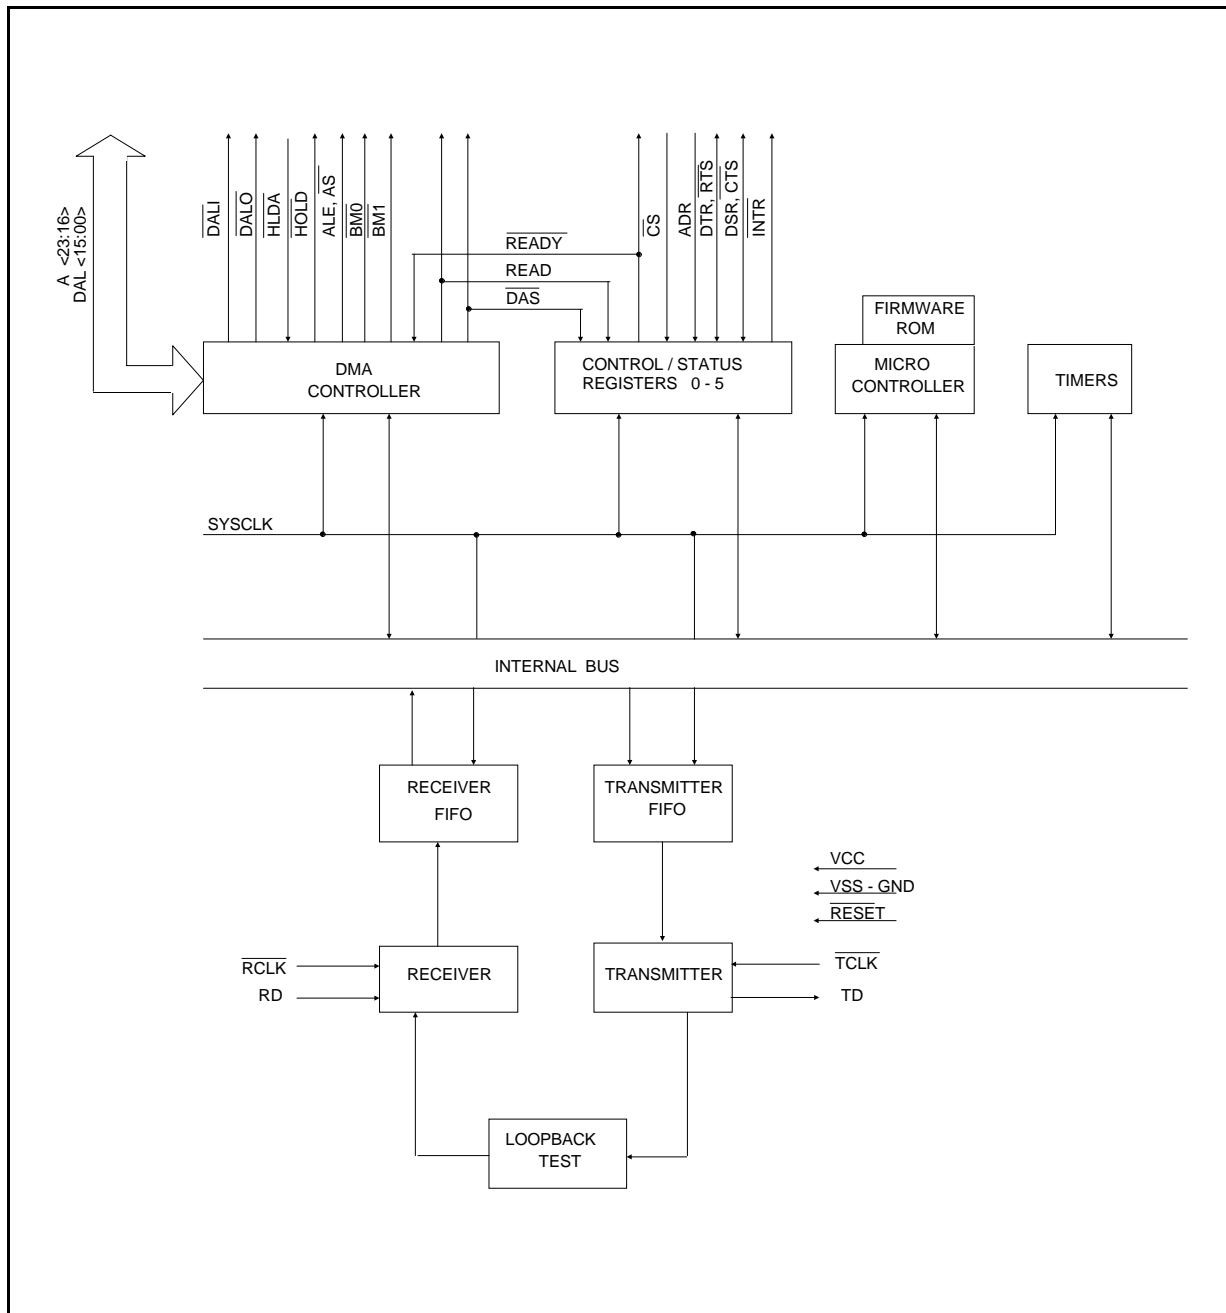 A <23:16>
DAL <15:00>
DALI
DALO
HLDA
HOLD
ALE, AS
BM0
BM1
READY
READ
DAS
CS
ADR
DTR, RTS
DSR, CTS
INTR
DMA
CONTROLLER
CONTROL / STATUS
REGISTERS 0 - 5
FIRMWARE
ROM
MICRO
CONTROLLER
TIMERS
SYSCLK
INTERNAL BUS
RECEIVER
FIFO
TRANSMITTER
FIFO
VCC
VSS - GND
RESET
RCLK
RD
RECEIVER
TRANSMITTER
TCLK
TD
LOOPBACK
TEST